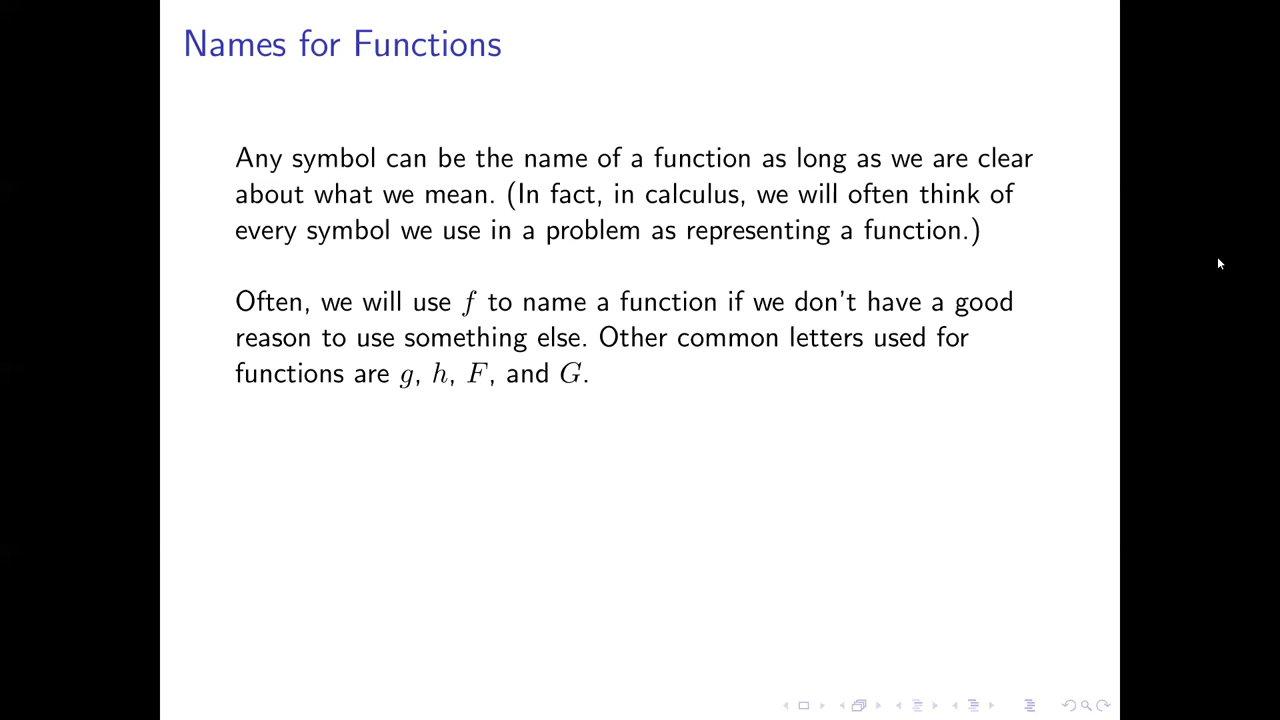 Names for Functions
Any symbol can be the name of a function as long as we are clear
about what we mean. (In fact, in calculus, we will often think of
every symbol we use in a problem as representing a function.)
Often, we will use f to name a function if we don't have a good
reason to use something else. Other common letters used for
functions are g, h, F, and G.